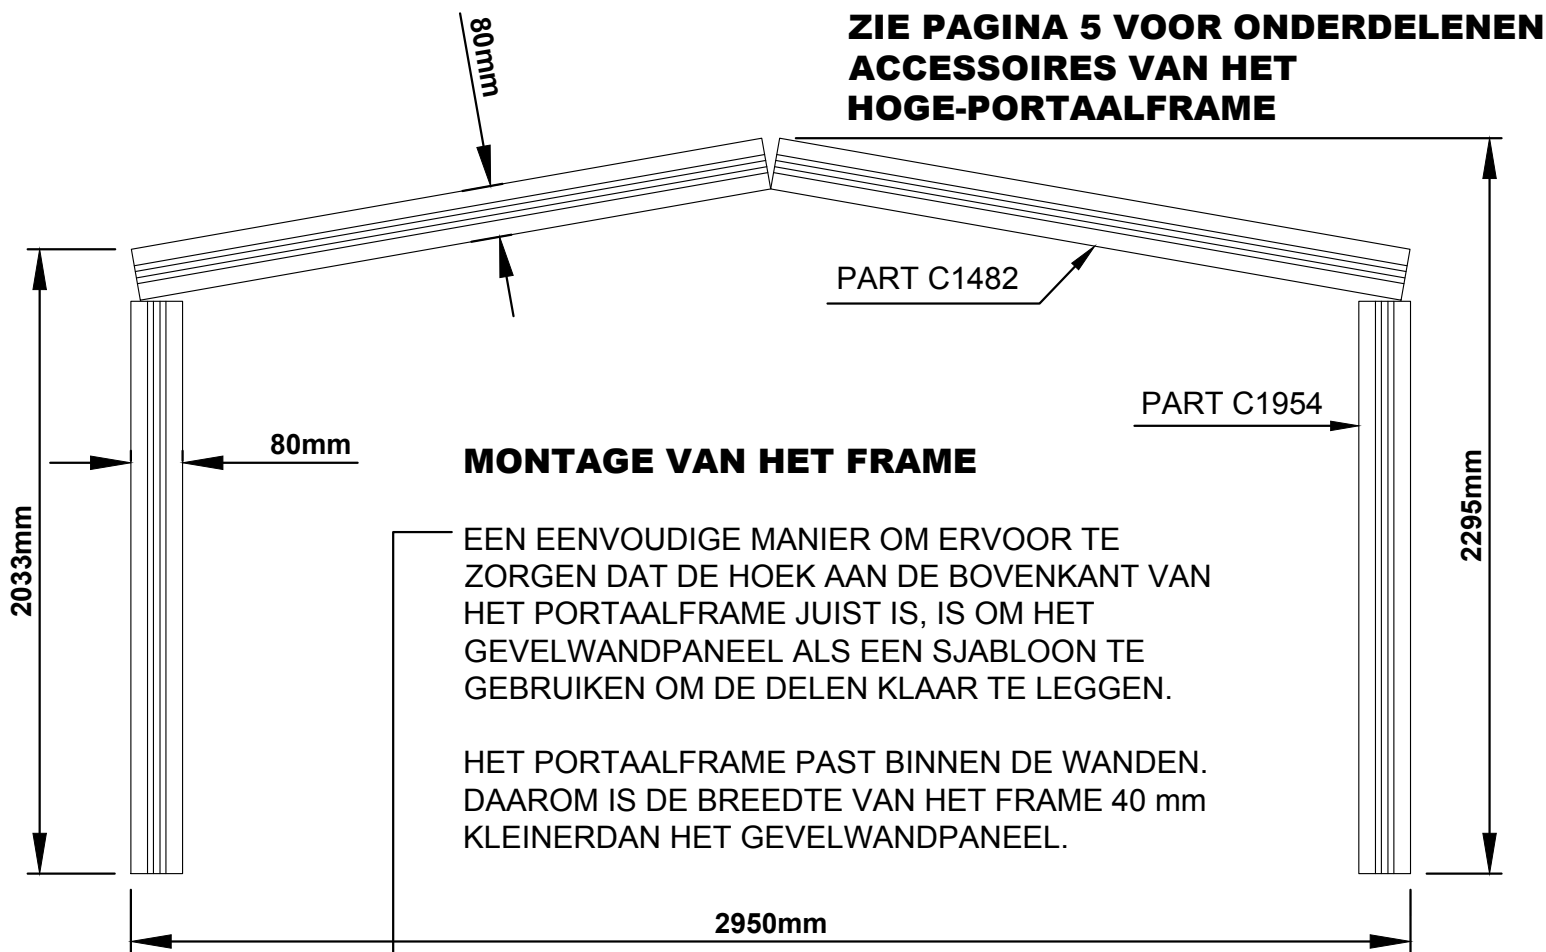 80mm
ZIE PAGINA 5 VOOR ONDERDELENEN
ACCESSOIRES VAN HET
HOGE-PORTAALFRAME
PART C1482
PART C1954
80mm
MONTAGE VAN HET FRAME
2033mm
2295mm
EEN EENVOUDIGE MANIER OM ERVOOR TE
ZORGEN DAT DE HOEK AAN DE BOVENKANT VAN
HET PORTAALFRAME JUIST IS, IS OM HET
GEVELWANDPANEEL ALS EEN SJABLOON TE
GEBRUIKEN OM DE DELEN KLAAR TE LEGGEN.
HET PORTAALFRAME PAST BINNEN DE WANDEN.
DAAROM IS DE BREEDTE VAN HET FRAME 40 mm
KLEINERDAN HET GEVELWANDPANEEL.
2950mm